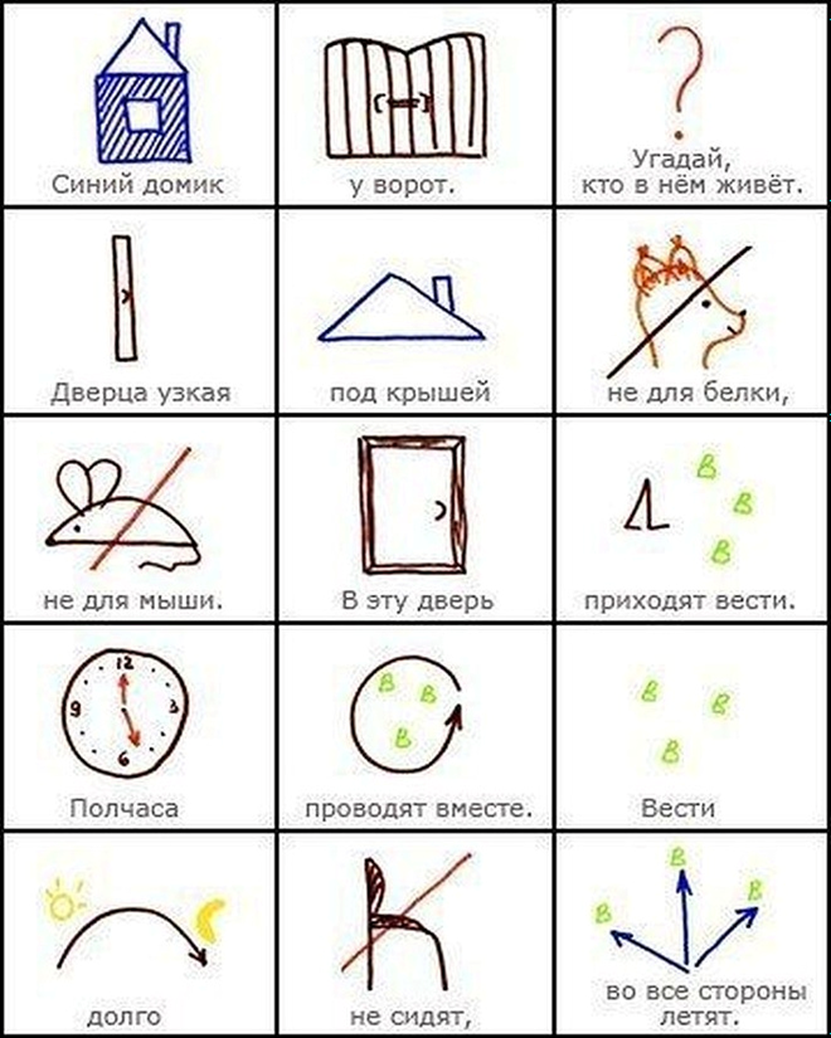 Синий домик
у ворот.
?
Угадай,
кто в нём живёт.
Дверца узкая
под крышей
не для белки,
не для мыши.
В эту дверь
В
В
В
приходят вести.
12
9
3
6
Полчаса
В В
В
проводят вместе.
В В
В
Вести
долго
не сидят,
В
В
В
во все стороны
летят.